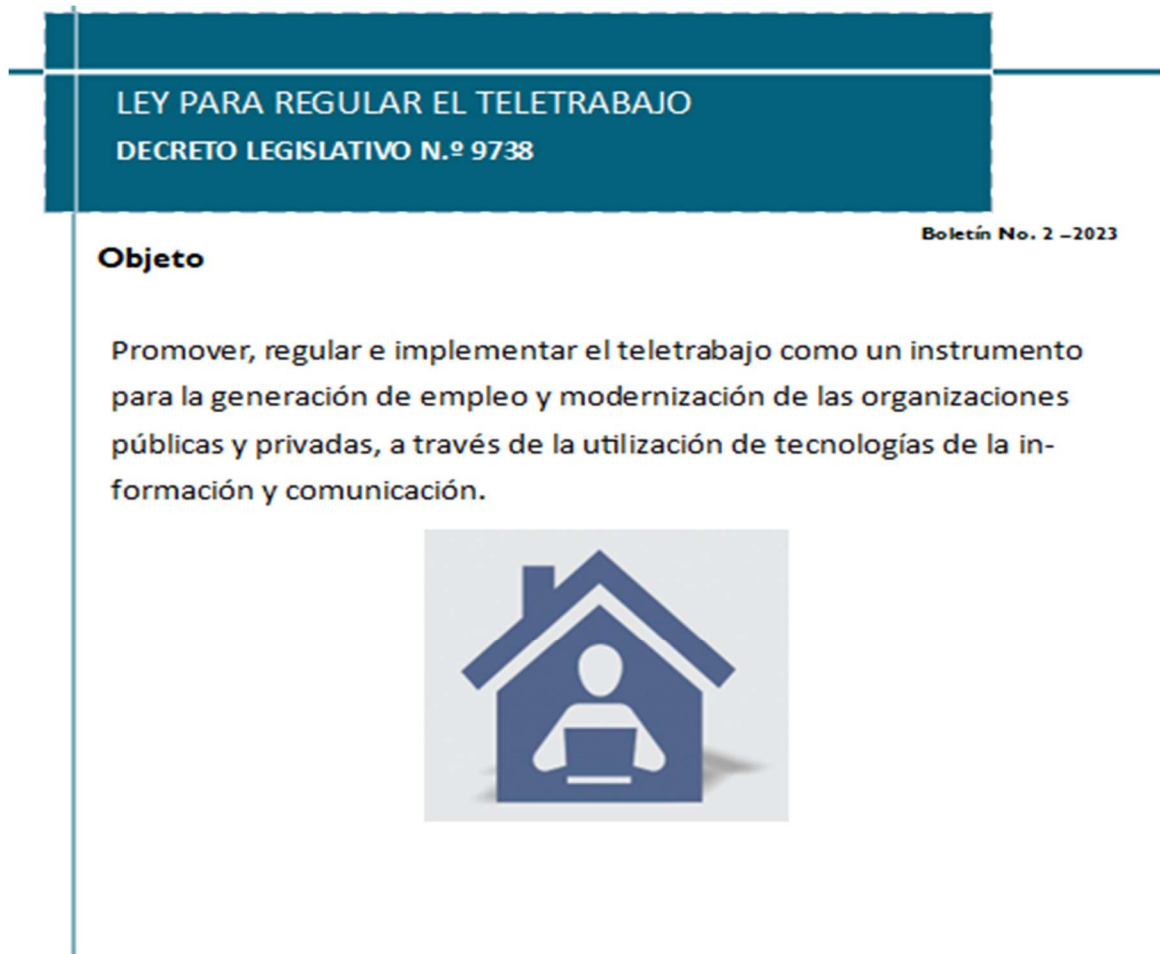 LEY PARA REGULAR EL TELETRABAJO
DECRETO LEGISLATIVO N.º 9738
Boletín No. 2 –2023
Objeto
Promover, regular e implementar el teletrabajo como un instrumento
para la generación de empleo y modernización de las organizaciones
públicas y privadas, a través de la utilización de tecnologías de la in-
formación y comunicación.